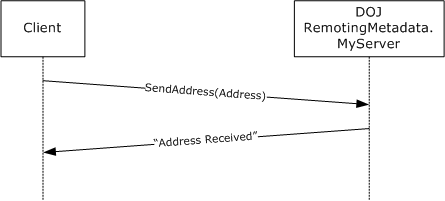 Client
DOJ
RemotingMetadata.
MyServer
SendAddress(Address)
“Address Received”